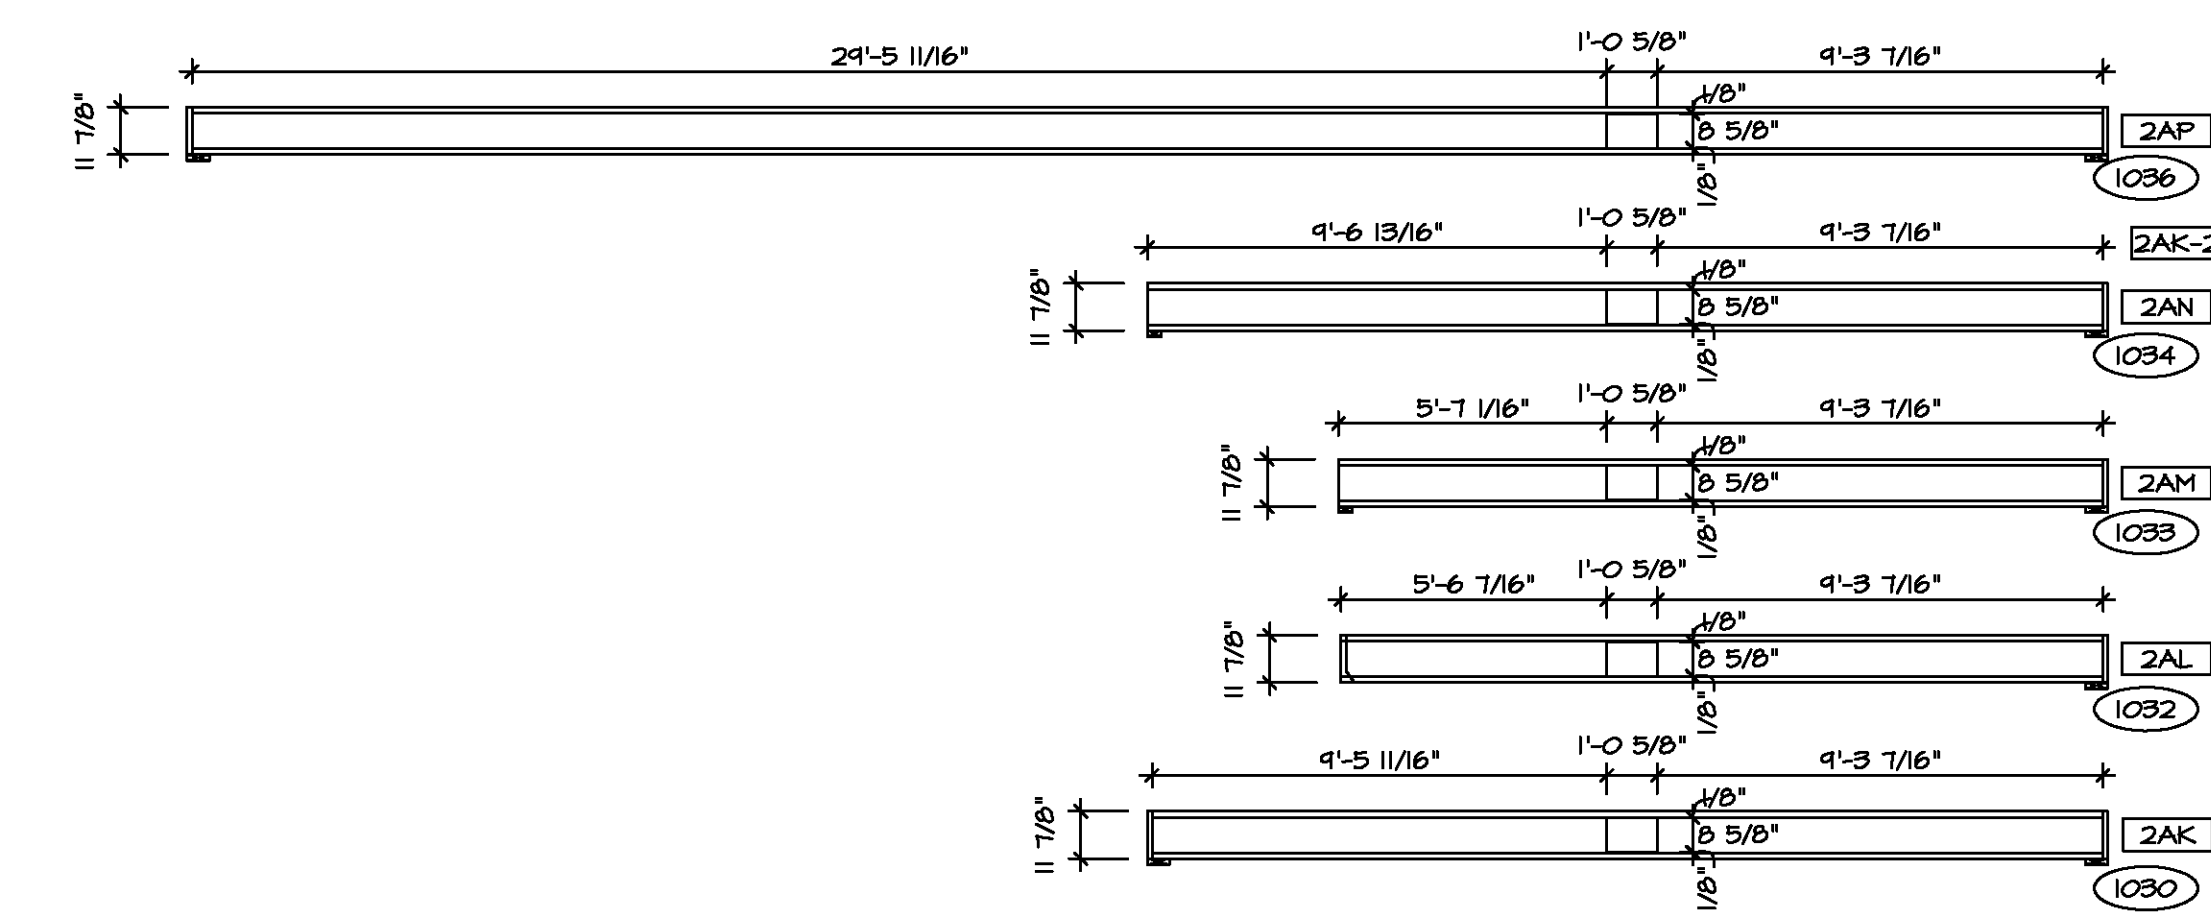 29'-5 11/16" 1'-0 5/8" 9'-3 7/16"
11 7/8" 1/8"
8 5/8" 2AP
1/8" 1036
9'-6 13/16" 1'-0 5/8" 9'-3 7/16" 2AK-2
11 7/8" 1/8"
8 5/8" 2AN
1/8" 1034
5'-7 1/16" 1'-0 5/8" 9'-3 7/16"
11 7/8" 1/8"
8 5/8" 2AM
1/8" 1033
5'-6 7/16" 1'-0 5/8" 9'-3 7/16"
11 7/8" 1/8"
8 5/8" 2AL
1/8" 1032
9'-5 11/16" 1'-0 5/8" 9'-3 7/16"
11 7/8" 1/8"
8 5/8" 2AK
1/8" 1030